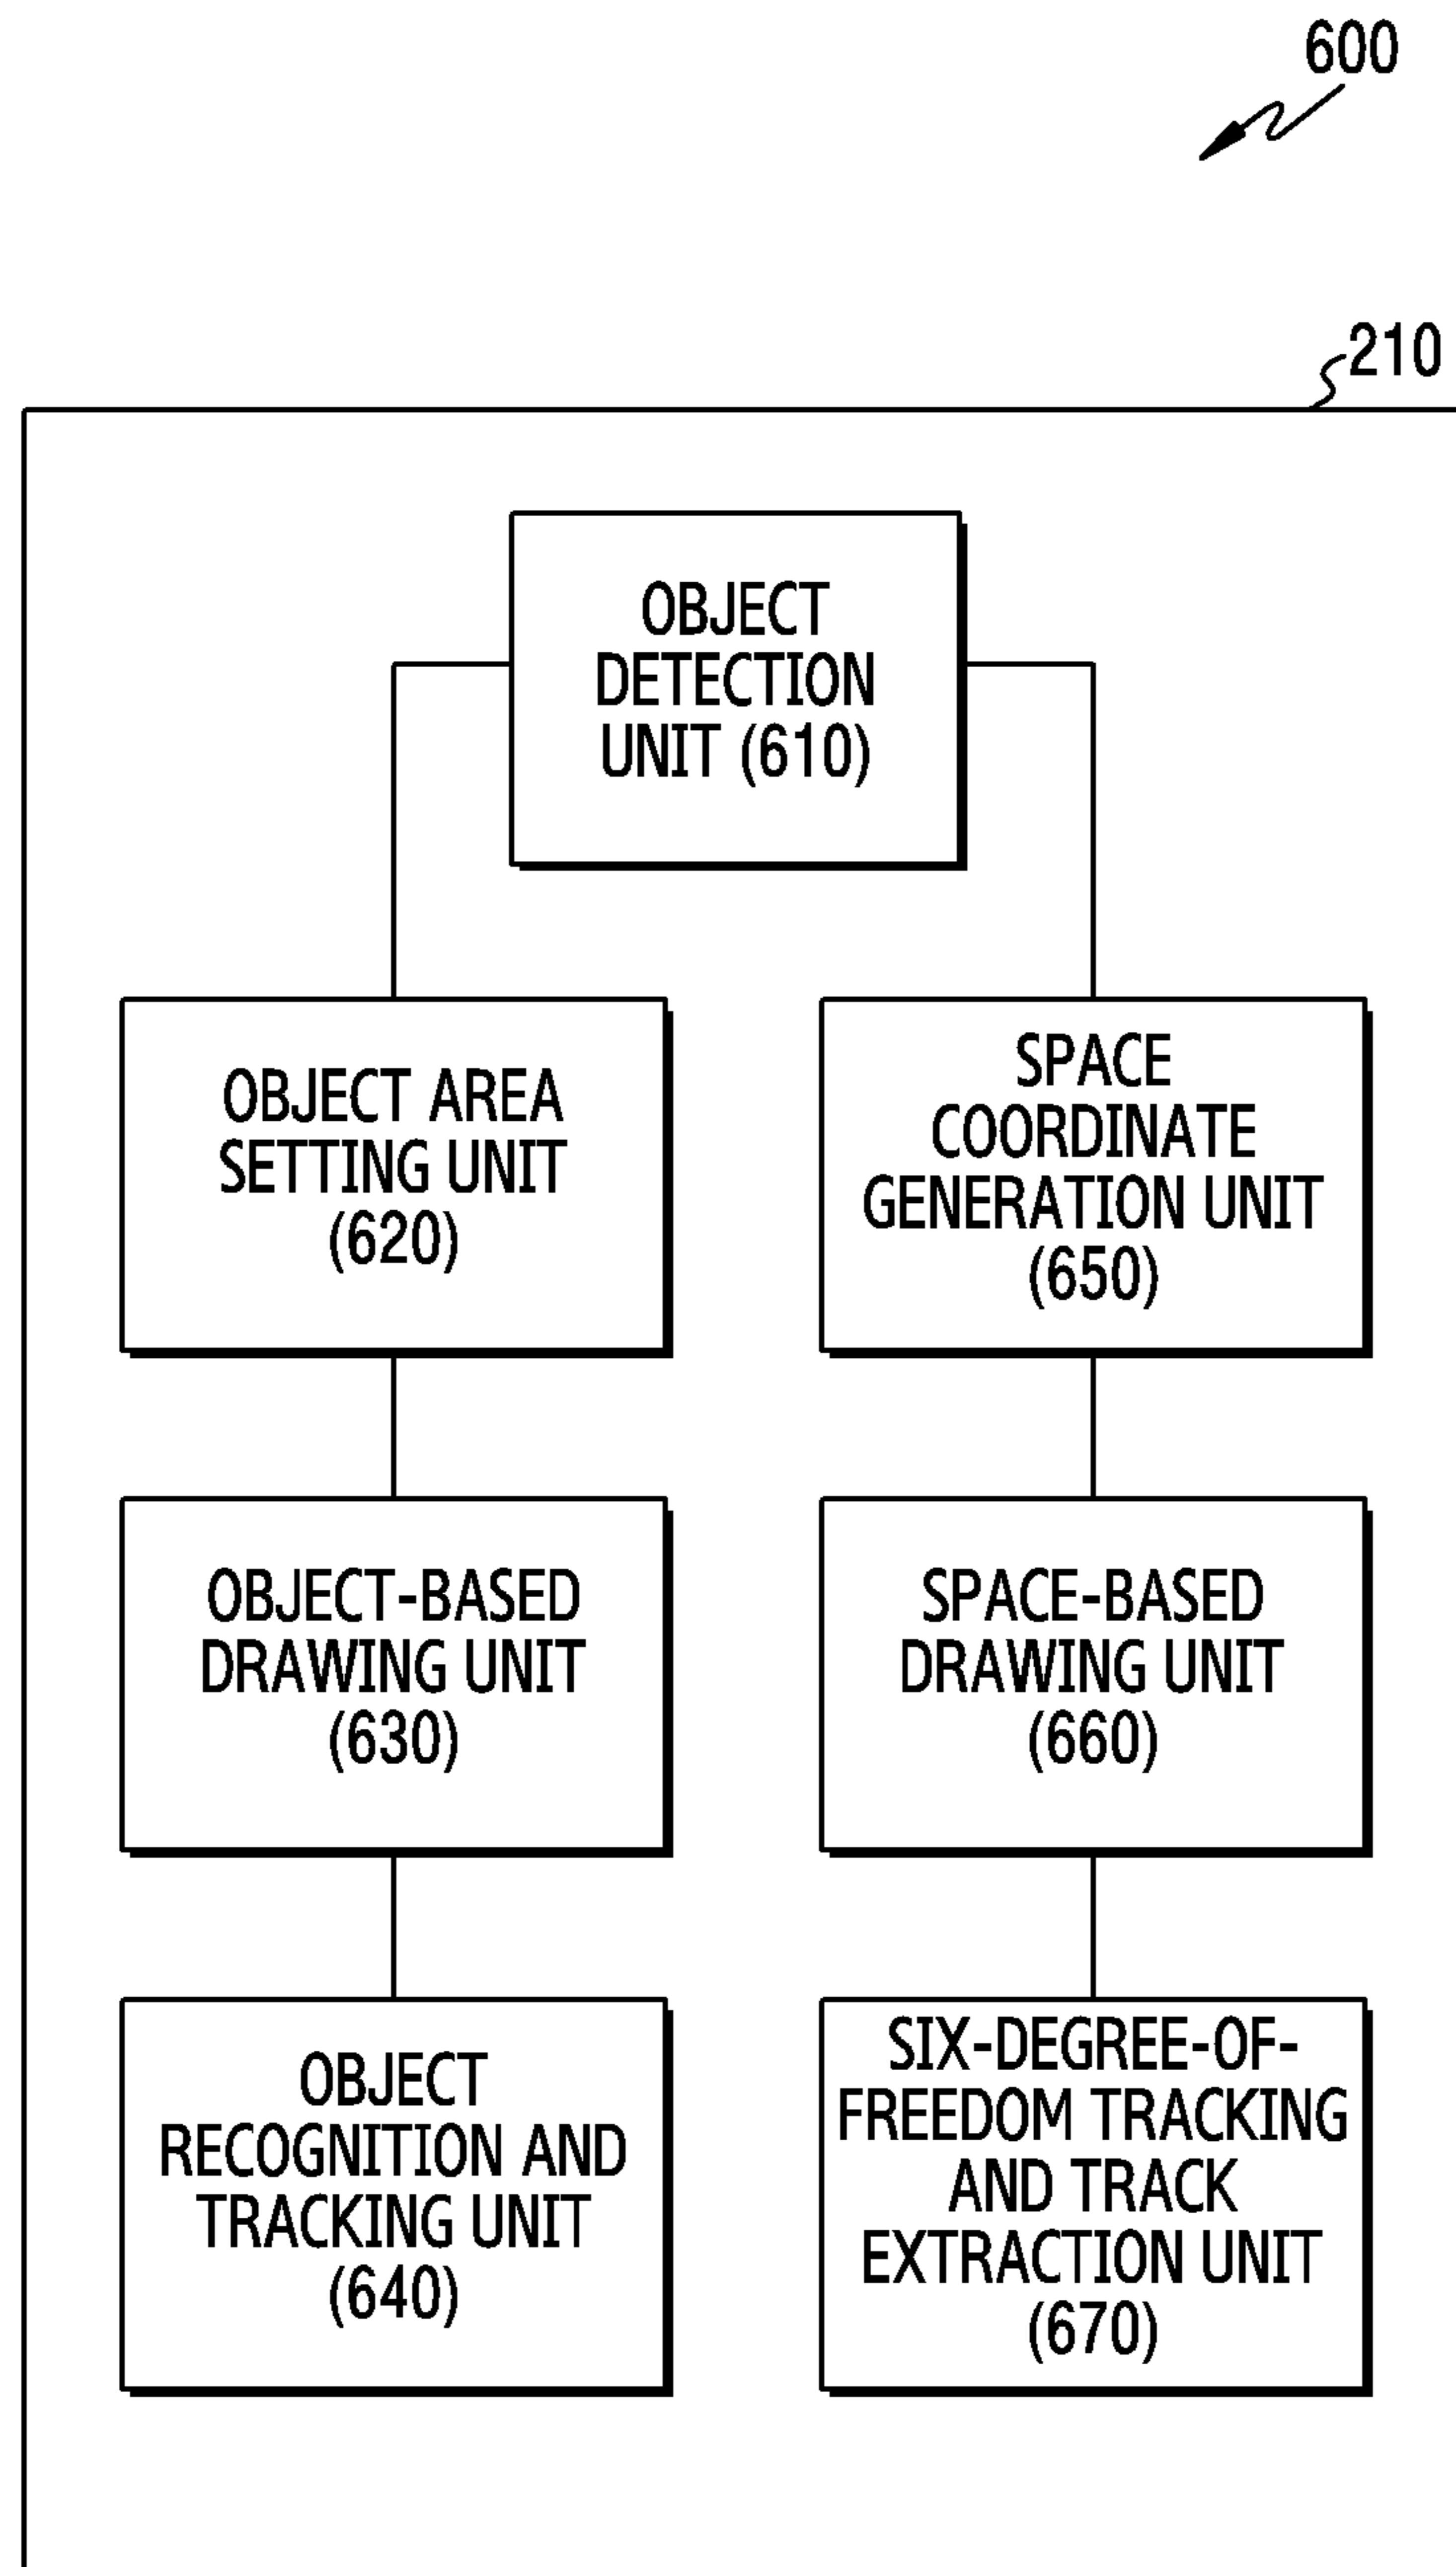 600
210
OBJECT
DETECTION
UNIT (610)
OBJECT AREA
SETTING UNIT
(620)
SPACE
COORDINATE
GENERATION UNIT
(650)
OBJECT-BASED
DRAWING UNIT
(630)
SPACE-BASED
DRAWING UNIT
(660)
OBJECT
RECOGNITION AND
TRACKING UNIT
(640)
SIX-DEGREE-OF-
FREEDOM TRACKING
AND TRACK
EXTRACTION UNIT
(670)